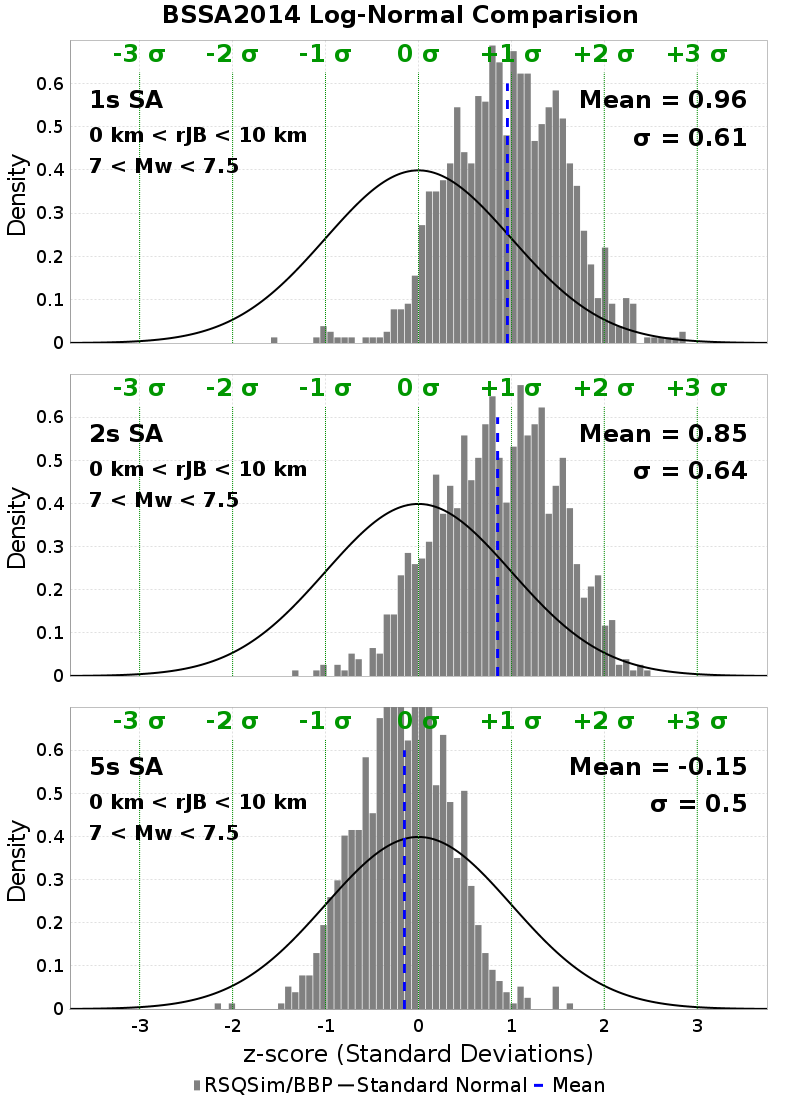 BSSA2014 Log-Normal Comparision
-3 σ -2 σ -1 σ 0 σ +1 σ +2 σ +3 σ
1s SA
Mean = 0.96
0 km < rJB < 10 km
σ = 0.61
7 < Mw < 7.5
Density
0.6
0.5
0.4
0.3
0.2
0.1
0
-3 σ -2 σ -1 σ 0 σ +1 σ +2 σ +3 σ
2s SA
Mean = 0.85
0 km < rJB < 10 km
σ = 0.64
7 < Mw < 7.5
Density
0.6
0.5
0.4
0.3
0.2
0.1
0
-3 σ -2 σ -1 σ 0 σ +1 σ +2 σ +3 σ
5s SA
Mean = -0.15
0 km < rJB < 10 km
σ = 0.5
7 < Mw < 7.5
Density
0.6
0.5
0.4
0.3
0.2
0.1
0
-3 -2 -1 0 1 2 3
z-score (Standard Deviations)
RSQSim/BBP Standard Normal Mean